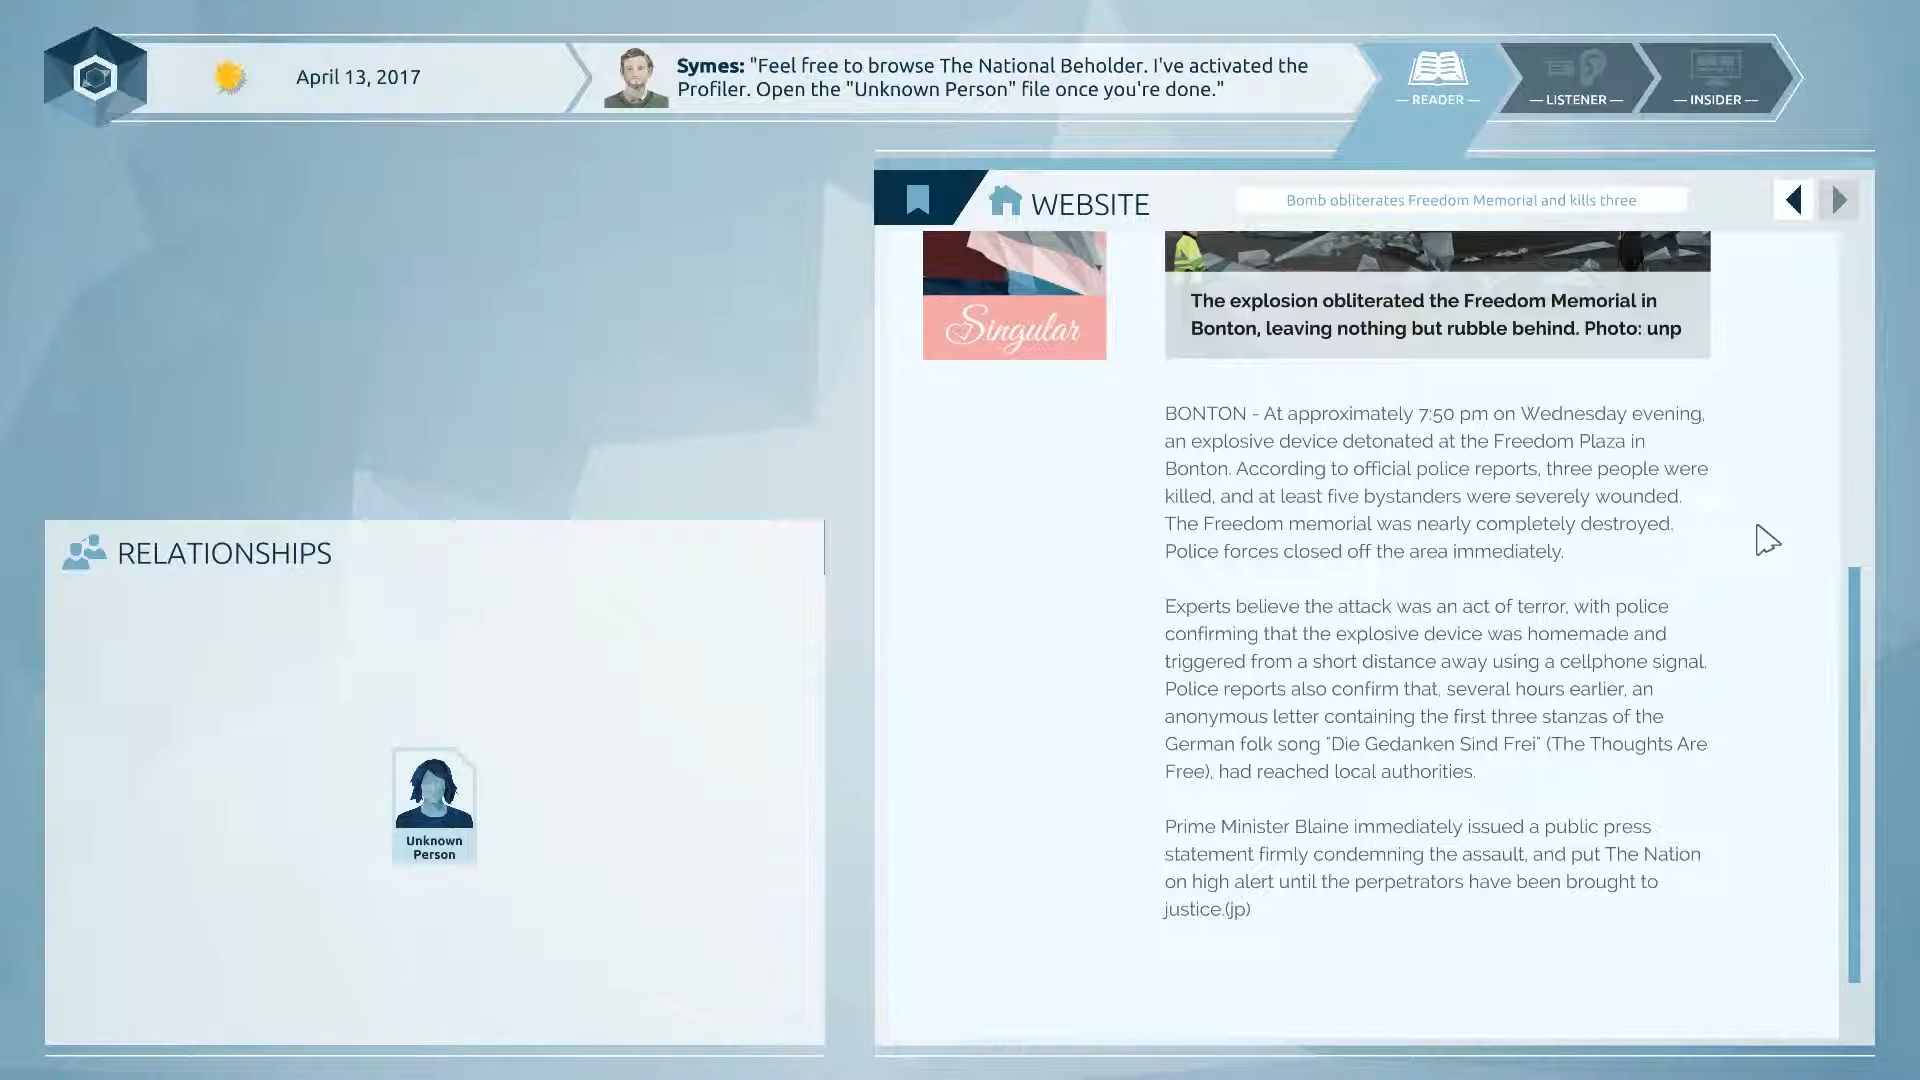 April 13, 2017
Symes: "Feel free to browse The National Beholder. I've activated the
Profiler. Open the "Unknown Person" file once you're done."
READER
LISTENER
INSIDER
WEBSITE
Bomb obliterates Freedom Memorial and kills three
Singular
The explosion obliterated the Freedom Memorial in
Bonton, leaving nothing but rubble behind. Photo: unp
BONTON - At approximately 7:50 pm on Wednesday evening,
an explosive device detonated at the Freedom Plaza in
Bonton. According to official police reports, three people were
killed, and at least five bystanders were severely wounded.
The Freedom memorial was nearly completely destroyed.
Police forces closed off the area immediately.
Experts believe the attack was an act of terror, with police
confirming that the explosive device was homemade and
triggered from a short distance away using a cellphone signal.
Police reports also confirm that, several hours earlier, an
anonymous letter containing the first three stanzas of the
German folk song "Die Gedanken Sind Frei" (The Thoughts Are
Free), had reached local authorities.
Prime Minister Blaine immediately issued a public press
statement firmly condemning the assault, and put The Nation
on high alert until the perpetrators have been brought to
justice.(jp)
RELATIONSHIPS
Unknown
Person